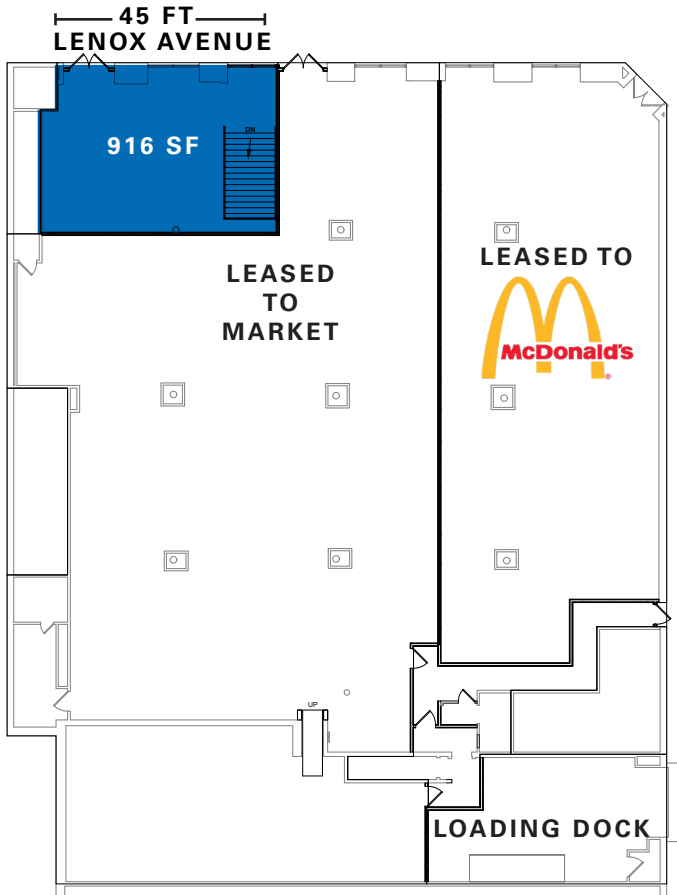 45 FT
LENOX AVENUE
916 SF
DN
LEASED
TO
MARKET
LEASED TO
McDonald's
®
UP
LOADING DOCK